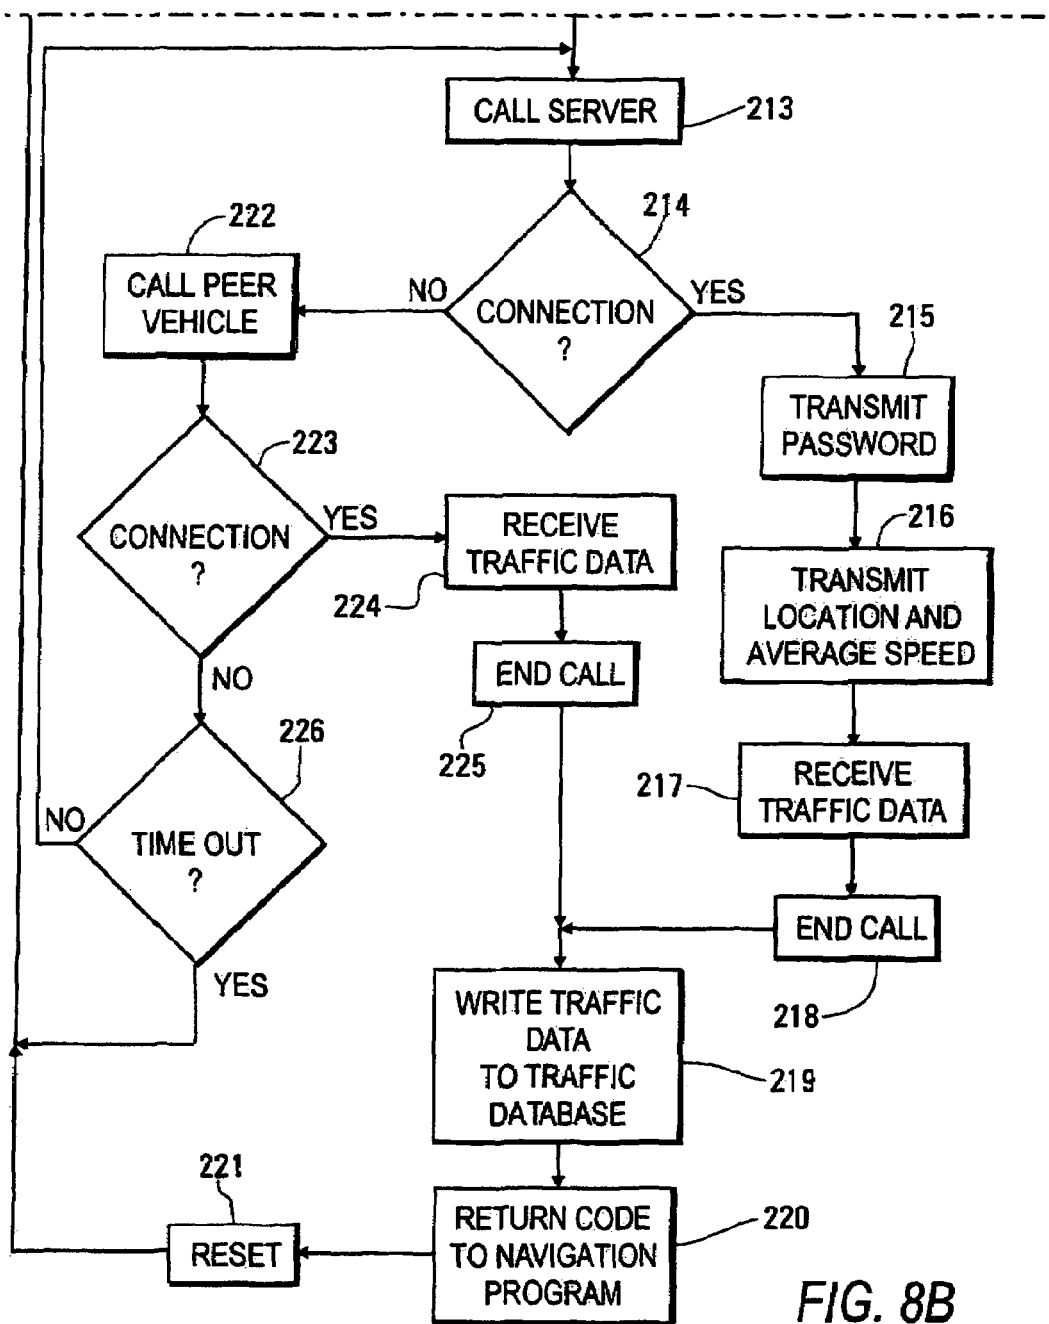 CALL SERVER
213
214
222
CALL PEER
VEHICLE
NO
CONNECTION
?
YES
215
TRANSMIT
PASSWORD
223
CONNECTION
?
YES
RECEIVE
TRAFFIC DATA
224
216
TRANSMIT
LOCATION AND
AVERAGE SPEED
END CALL
225
NO
226
TIME OUT
?
NO
YES
217
RECEIVE
TRAFFIC DATA
END CALL
218
WRITE TRAFFIC
DATA
TO TRAFFIC
DATABASE
219
221
RESET
RETURN CODE
TO NAVIGATION
PROGRAM
220
FIG. 8B